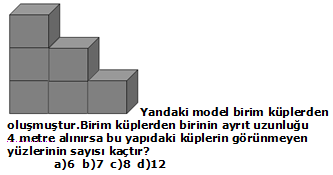 Yandaki model birim küplerden
oluşmuştur.Birim küplerden birinin ayrıt uzunluğu
4 metre alınırsa bu yapıdaki küplerin görünmeyen
yüzlerinin sayısı kaçtır?
a)6 b)7 c)8 d)12